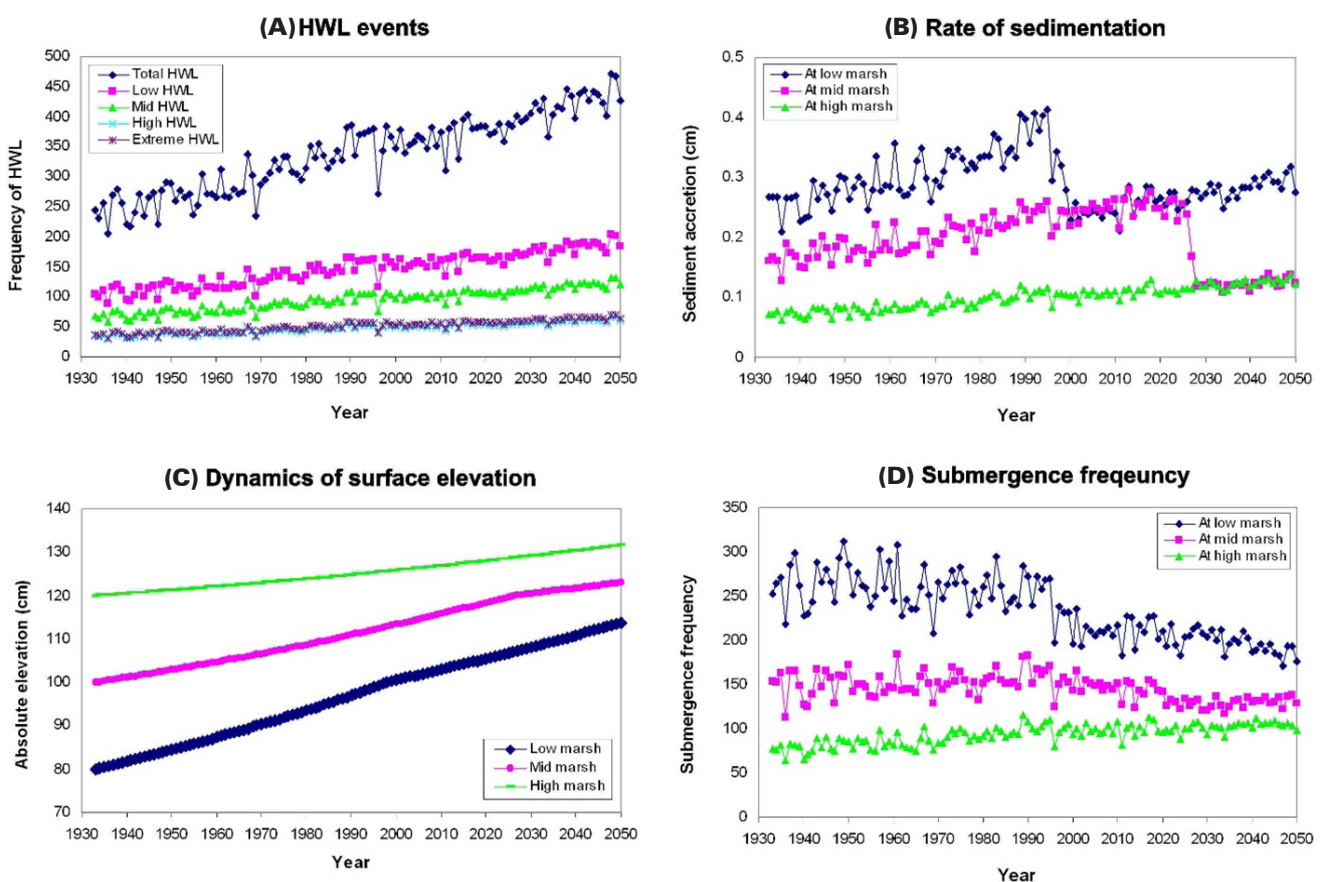 (A) HWL events
500
450
400
350
300
250
200
150
100
50
0
Frequency of HWL
Total HWL
Low HWL
Mid HWL
High HWL
Extreme HWL
1930 1940 1950 1960 1970 1980 1990 2000 2010 2020 2030 2040 2050
Year
(B) Rate of sedimentation
0.5
0.4
0.3
0.2
0.1
0
Sediment accretion (cm)
At low marsh
At mid marsh
At high marsh
1930 1940 1950 1960 1970 1980 1990 2000 2010 2020 2030 2040 2050
Year
(C) Dynamics of surface elevation
140
130
120
110
100
90
80
70
Absolute elevation (cm)
Low marsh
Mid marsh
High marsh
1930 1940 1950 1960 1970 1980 1990 2000 2010 2020 2030 2040 2050
Year
(D) Submergence freqeuncy
350
300
250
200
150
100
50
0
Submergence frequency
At low marsh
At mid marsh
At high marsh
1930 1940 1950 1960 1970 1980 1990 2000 2010 2020 2030 2040 2050
Year